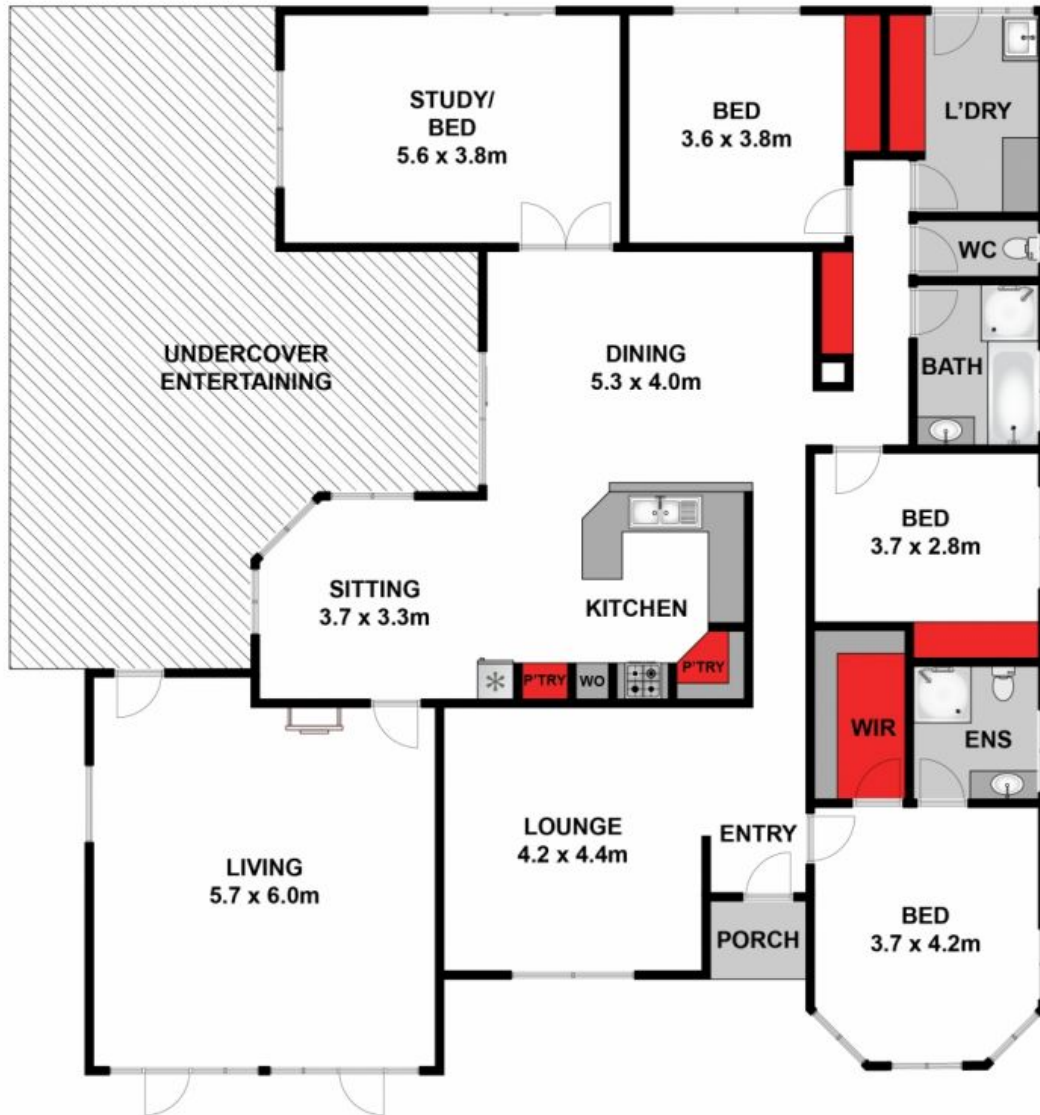 STUDY/
BED
5.6 x 3.8m
BED
3.6 x 3.8m
L'DRY
WC
UNDERCOVER
ENTERTAINING
DINING
5.3 x 4.0m
BATH
BED
3.7 x 2.8m
SITTING
3.7 x 3.3m
KITCHEN
P'TRY
WO
P'TRY
WIR
ENS
LOUNGE
4.2 x 4.4m
ENTRY
LIVING
5.7 x 6.0m
PORCH
BED
3.7 x 4.2m